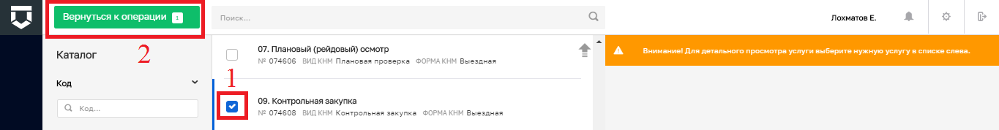 Вернуться к операции 1
Поиск...
Лохматов Е.
2
Каталог
Код
Код...
07. Плановый (рейдовый) осмотр
№ 074606 ВИД КНМ Плановая проверка ФОРМА КНМ Выездная
1
09. Контрольная закупка
№ 074608 ВИД КНМ Контрольная закупка ФОРМА КНМ Выездная
Внимание! Для детального просмотра услуги выберите нужную услугу в списке слева.